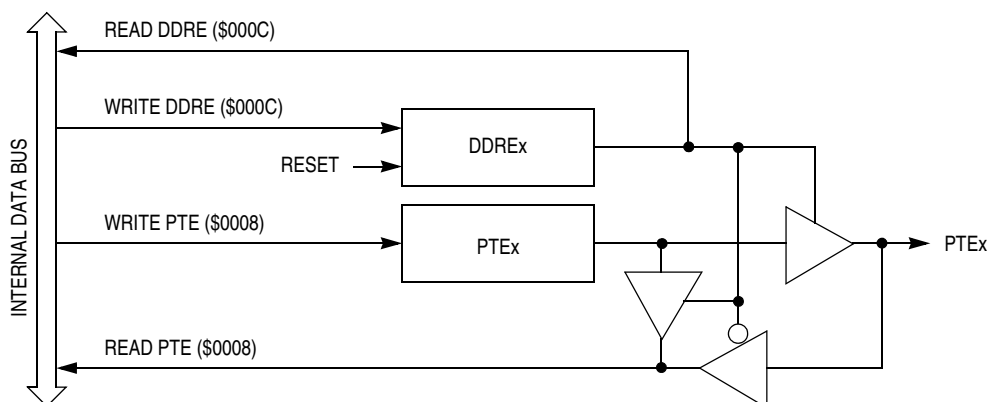 READ DDRE ($000C)
WRITE DDRE ($000C)
DDREx
RESET
INTERNAL DATA BUS
WRITE PTE ($0008)
PTEx
PTEx
READ PTE ($0008)